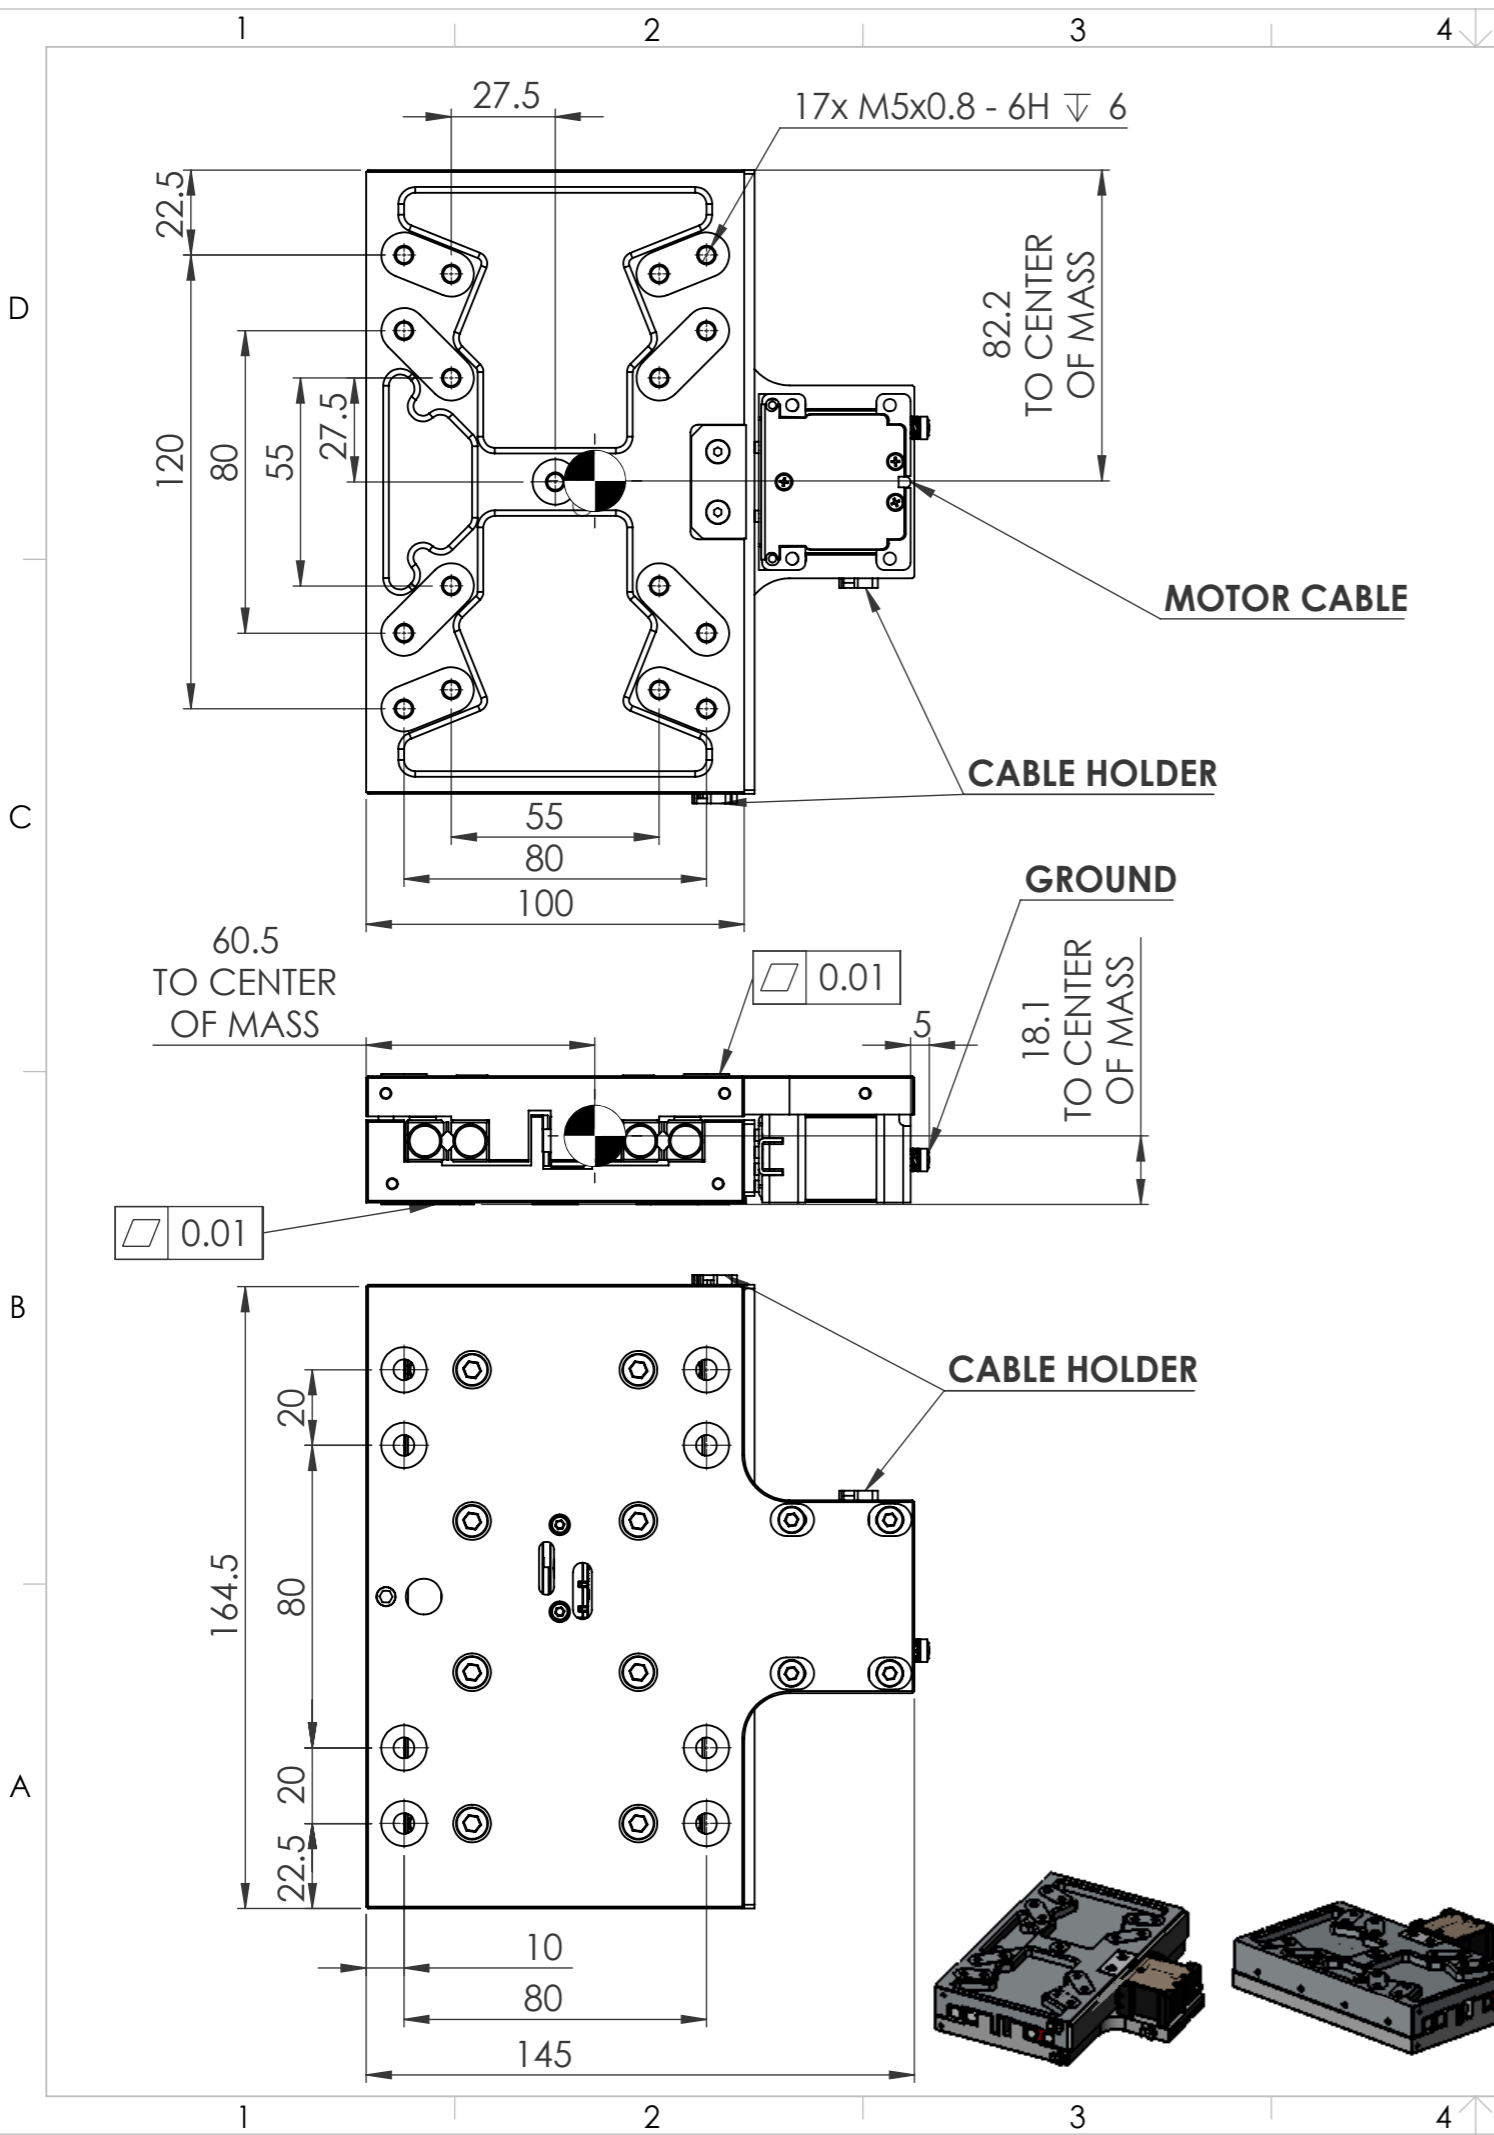 1
2
3
4
27.5
17x M5x0.8 - 6H ↧ 6
22.5
D
82.2
TO CENTER
OF MASS
120
80
55
27.5
MOTOR CABLE
CABLE HOLDER
C
55
80
100
GROUND
60.5
TO CENTER
OF MASS
⏥ 0.01
5
18.1
TO CENTER
OF MASS
⏥ 0.01
B
CABLE HOLDER
20
164.5
80
A
20
22.5
10
80
145
1
2
3
4